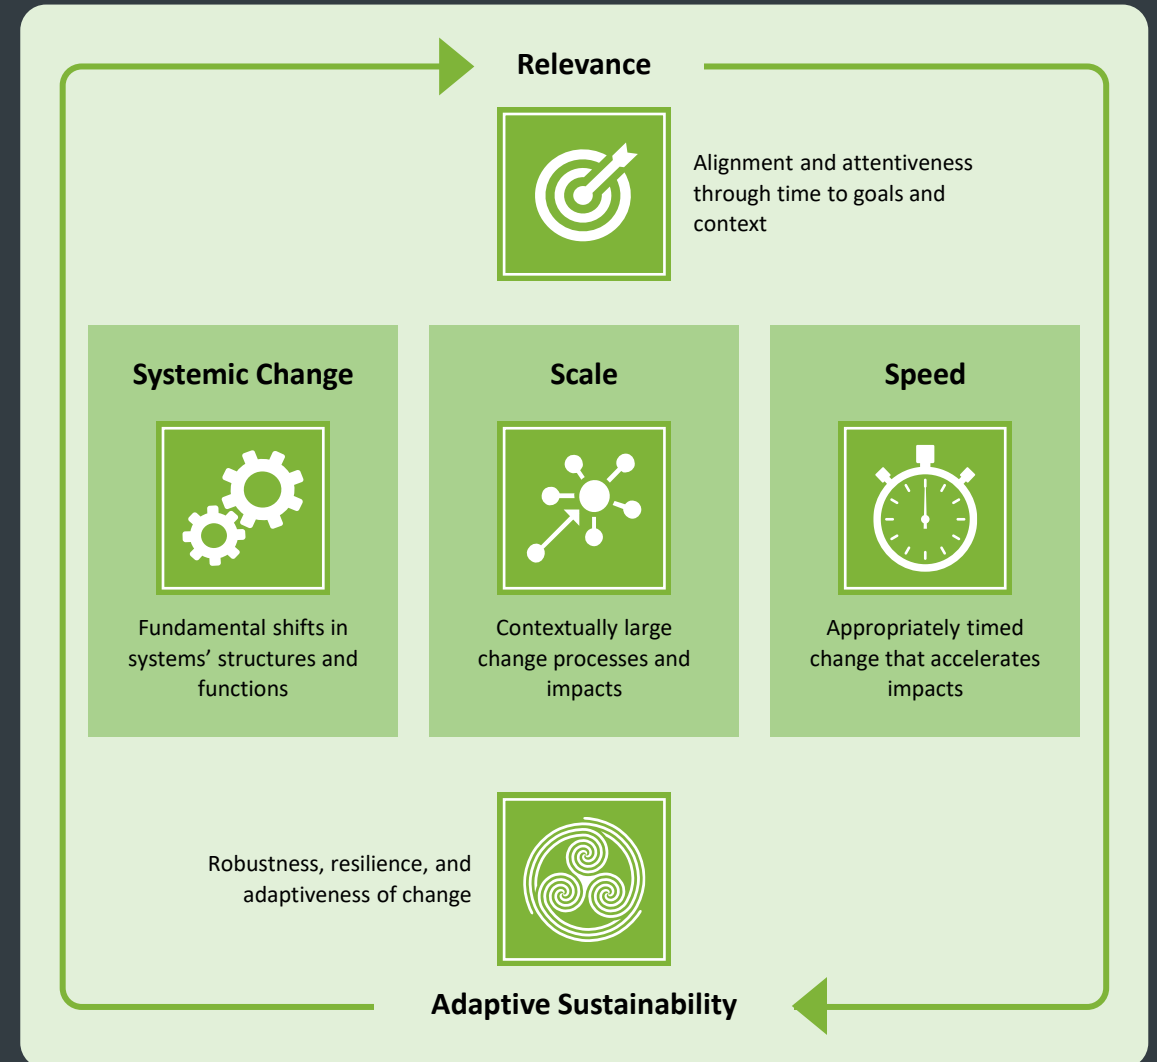 Relevance
Alignment and attentiveness
through time to goals and
context
Systemic Change
Fundamental shifts in
systems’ structures and
functions
Scale
Contextually large
change processes and
impacts
Speed
Appropriately timed
change that accelerates
impacts
Robustness, resilience, and
adaptiveness of change
Adaptive Sustainability